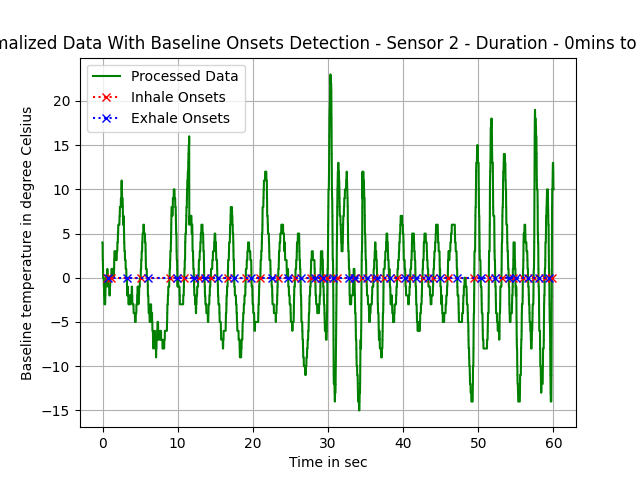 malized Data With Baseline Onsets Detection - Sensor 2 - Duration - 0mins to
Processed Data
Inhale Onsets
Exhale Onsets
Baseline temperature in degree Celsius
20
15
10
5
0
−5
−10
−15
0 10 20 30 40 50 60
Time in sec